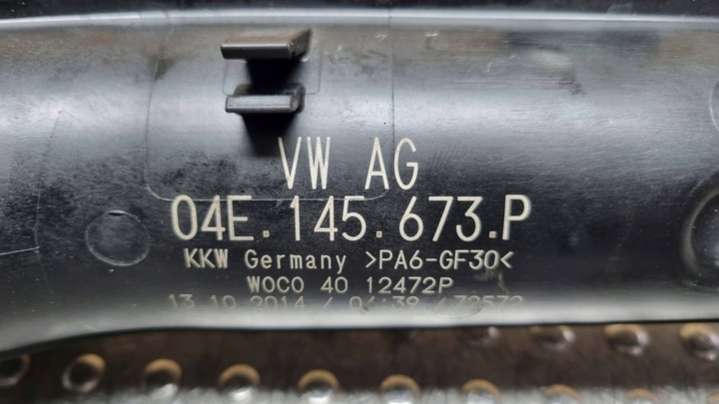 VW AG
04E.145.673.P
KKW Germany >PA6-GF30<
WOCO 40 12472P
13.10.2014 /